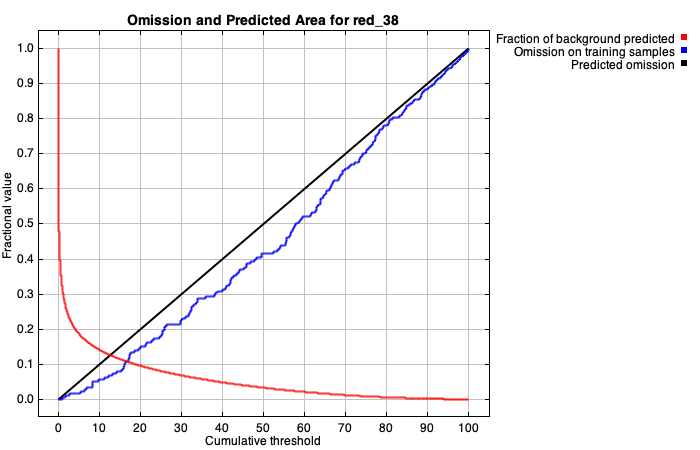 Omission and Predicted Area for red_38
Fraction of background predicted
Omission on training samples
Predicted omission
1.0
0.9
0.8
0.7
0.6
0.5
0.4
0.3
0.2
0.1
0.0
Fractional value
0 10 20 30 40 50 60 70 80 90 100
Cumulative threshold